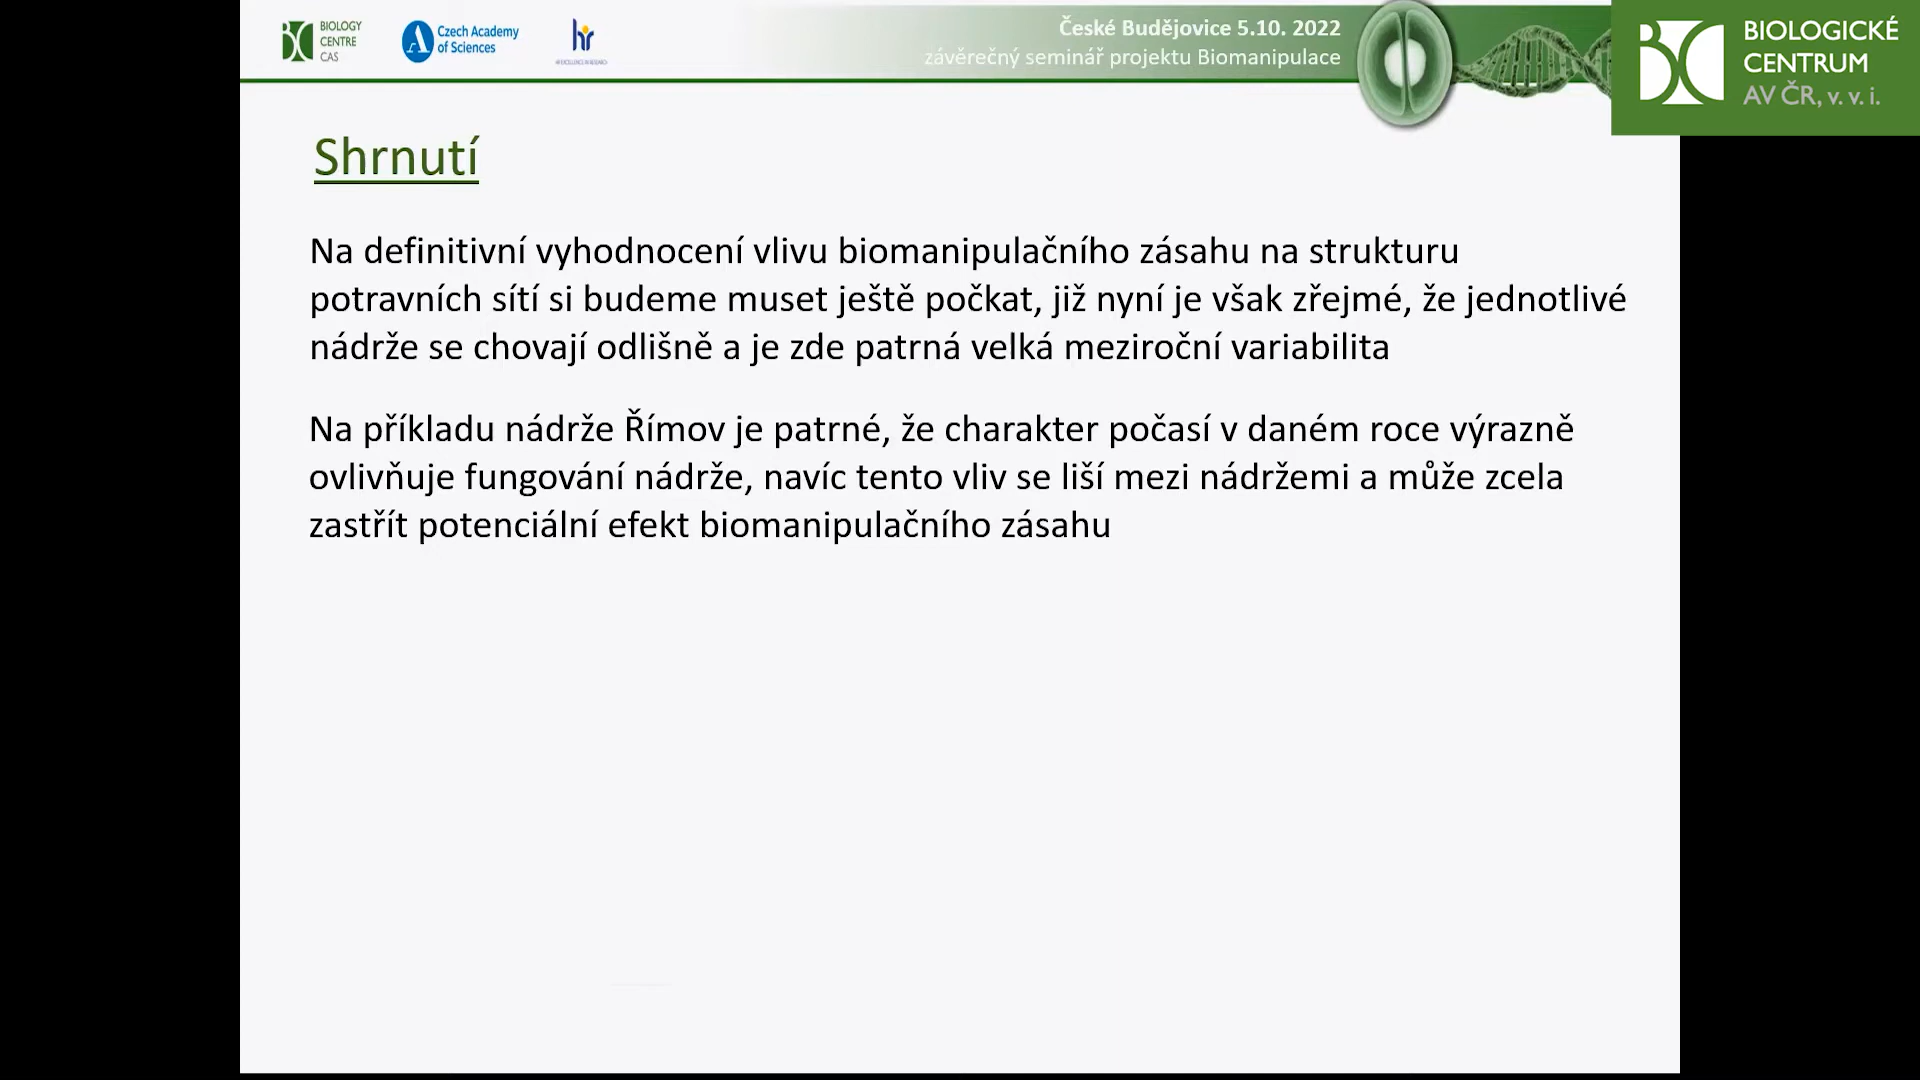 BIOLOGY
CENTRE
CAS
Czech Academy
of Sciences
hr
České Budějovice 5.10. 2022
závěrečný seminář projektu Biomanipulace
BIOLOGICKÉ
CENTRUM
AV ČR, v. v. i.
Shrnutí
Na definitivní vyhodnocení vlivu biomanipulačního zásahu na strukturu
potravních sítí si budeme muset ještě počkat, již nyní je však zřejmé, že jednotlivé
nádrže se chovají odlišně a je zde patrná velká meziroční variabilita
Na příkladu nádrže Římov je patrné, že charakter počasí v daném roce výrazně
ovlivňuje fungování nádrže, navíc tento vliv se liší mezi nádržemi a může zcela
zastřít potenciální efekt biomanipulačního zásahu